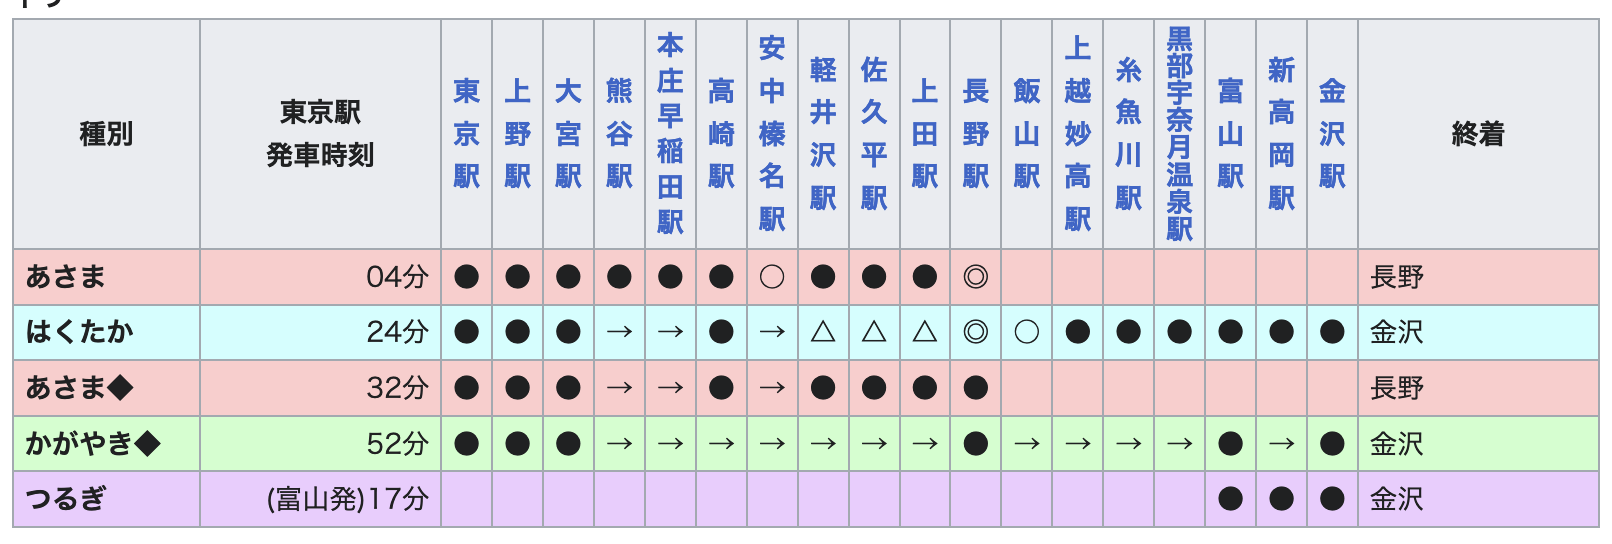 種別 東京駅発車時刻 東京駅 上野駅 大宮駅 熊谷駅 本庄早稲田駅 高崎駅 安中榛名駅 軽井沢駅 佐久平駅 上田駅 長野駅 飯山駅 上越妙高駅 糸魚川駅 黒部宇奈月温泉駅 富山駅 新高岡駅 金沢駅 終着
あさま 04分 ● ● ● ● ● ● ○ ● ● ● ◎ 長野
はくたか 24分 ● ● ● → → ● → △ △ △ ◎ ○ ● ● ● ● ● ● 金沢
あさま◆ 32分 ● ● ● → → ● → ● ● ● ● 長野
かがやき◆ 52分 ● ● ● → → → → → → → ● → → → → ● → ● 金沢
つるぎ (富山発)17分 ● ● ● 金沢